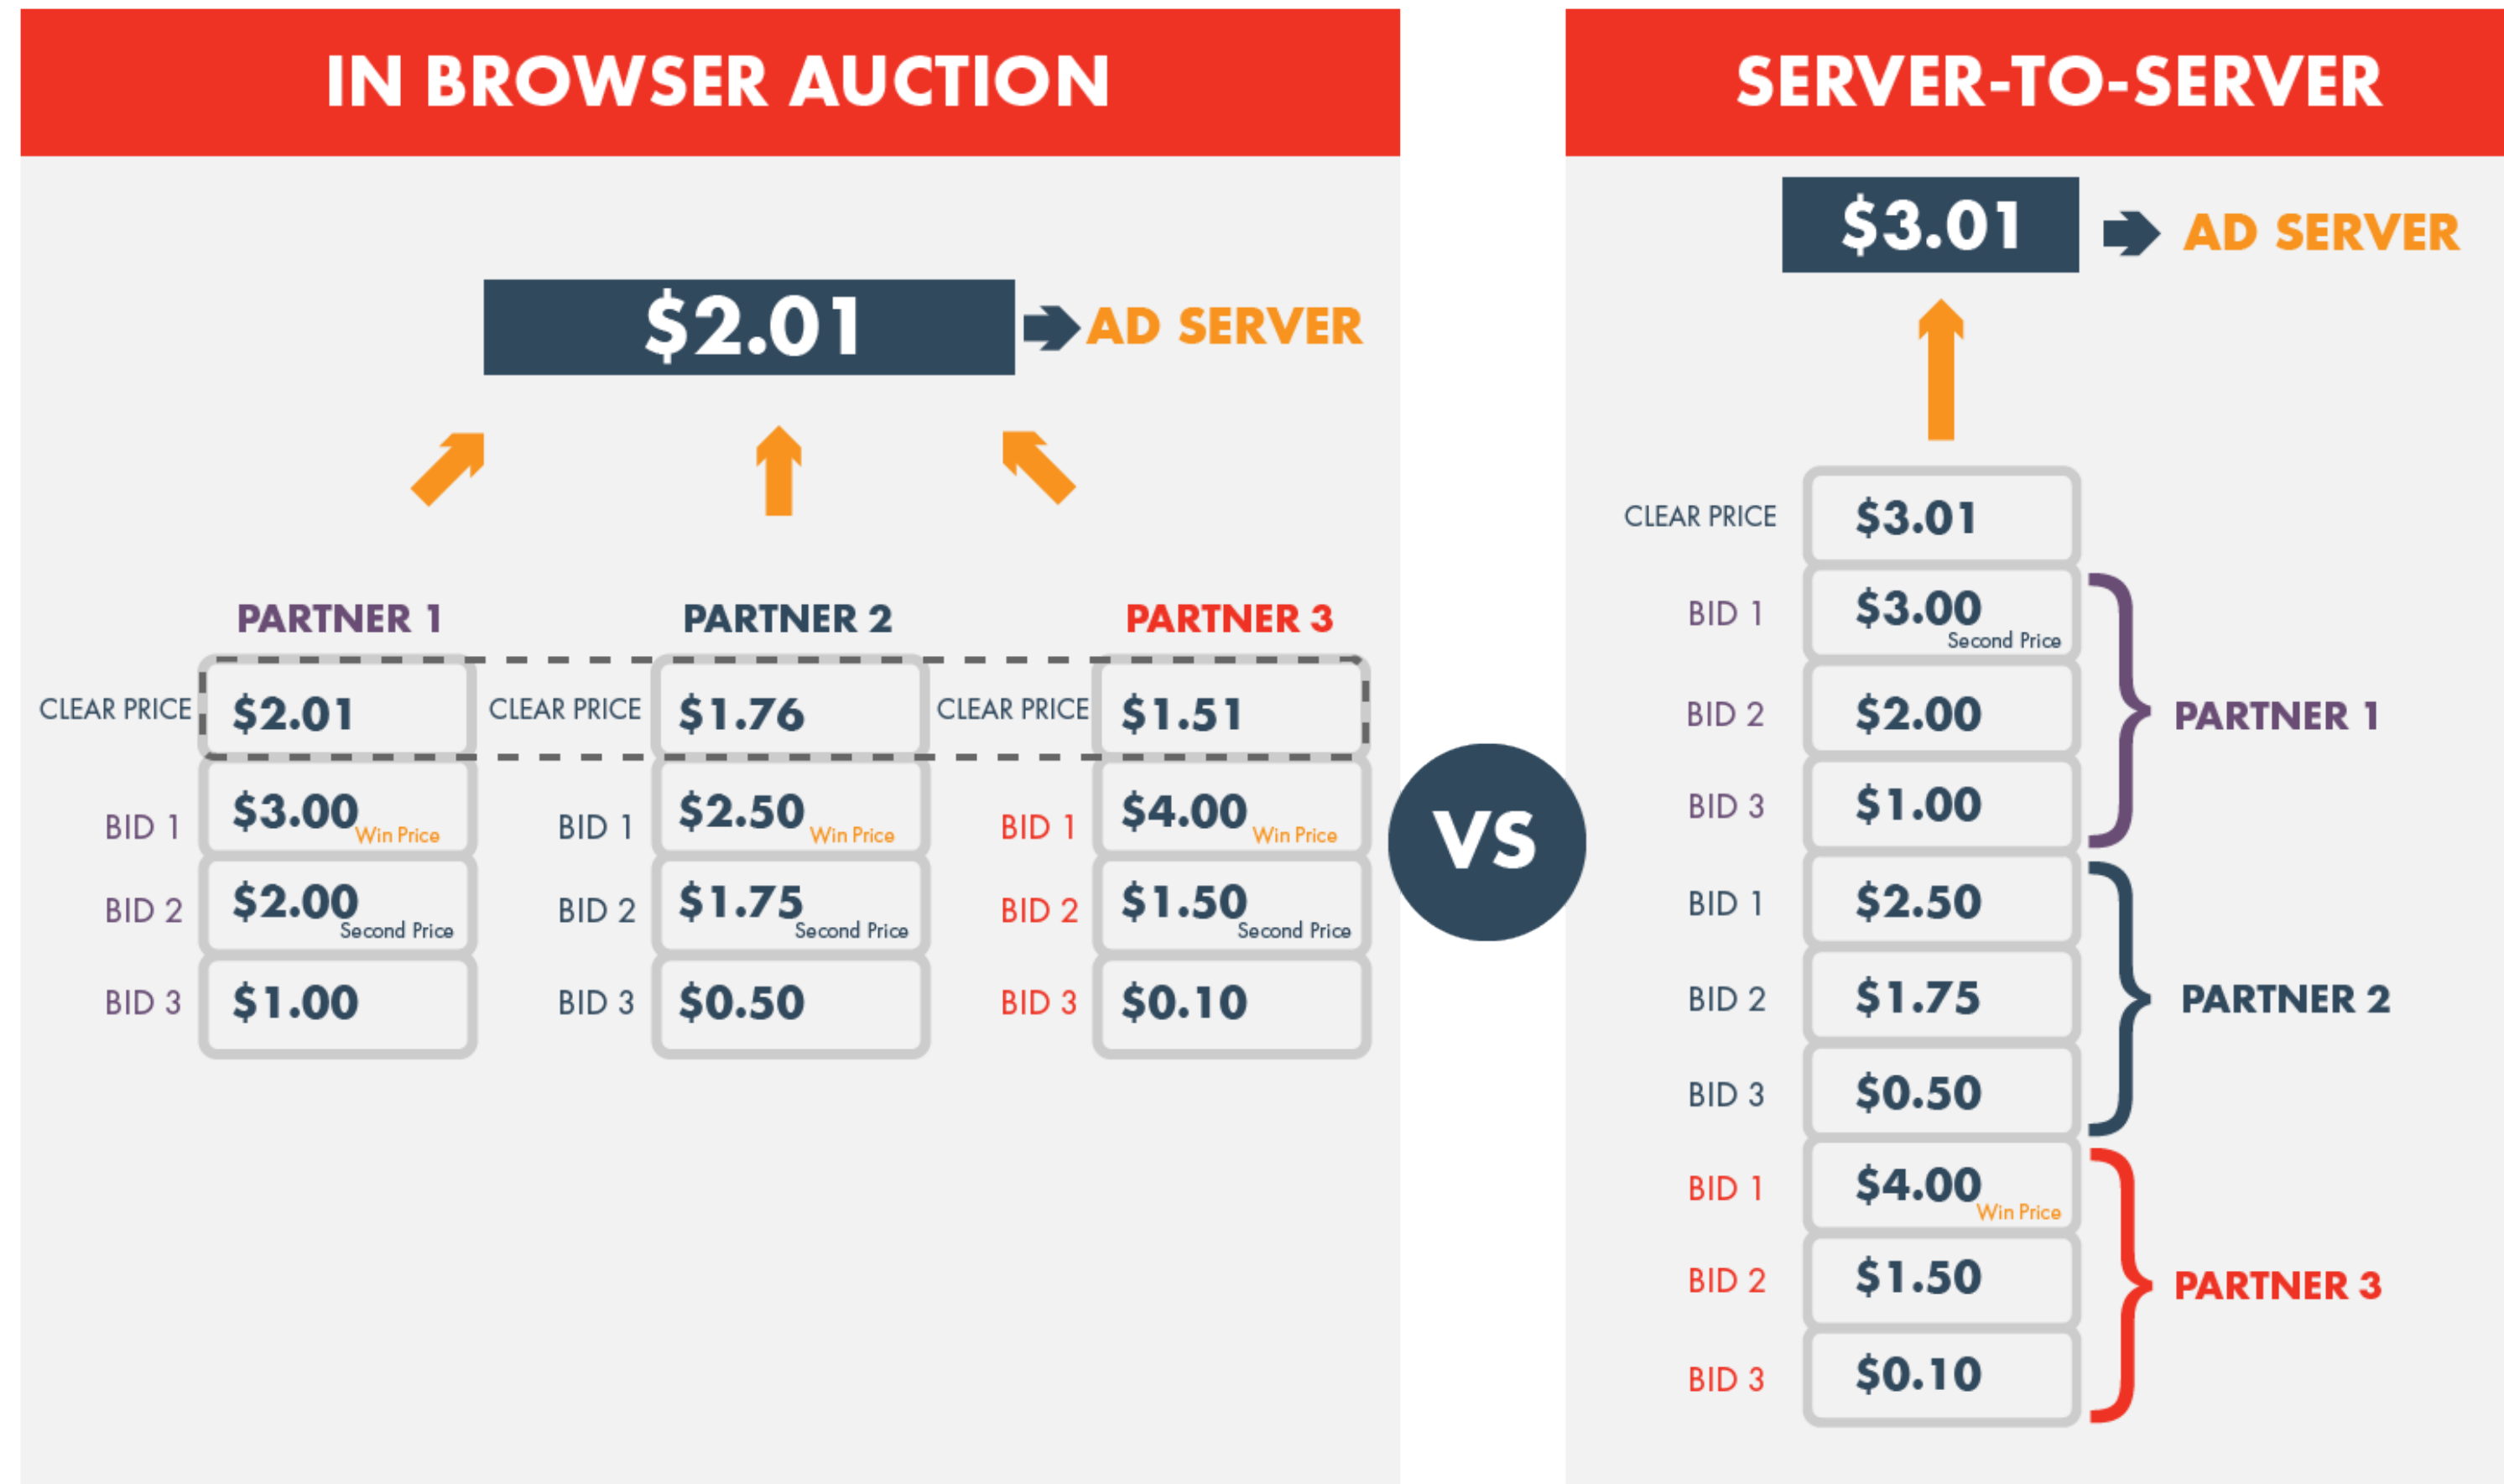 IN BROWSER AUCTION
$2.01 AD SERVER
PARTNER 1 PARTNER 2 PARTNER 3
CLEAR PRICE $2.01 CLEAR PRICE $1.76 CLEAR PRICE $1.51
BID 1 $3.00 Win Price BID 1 $2.50 Win Price BID 1 $4.00 Win Price
BID 2 $2.00 Second Price BID 2 $1.75 Second Price BID 2 $1.50 Second Price
BID 3 $1.00 BID 3 $0.50 BID 3 $0.10
VS
SERVER-TO-SERVER
$3.01 AD SERVER
CLEAR PRICE $3.01
BID 1 $3.00 Second Price
BID 2 $2.00 PARTNER 1
BID 3 $1.00
BID 1 $2.50
BID 2 $1.75 PARTNER 2
BID 3 $0.50
BID 1 $4.00 Win Price
BID 2 $1.50 PARTNER 3
BID 3 $0.10